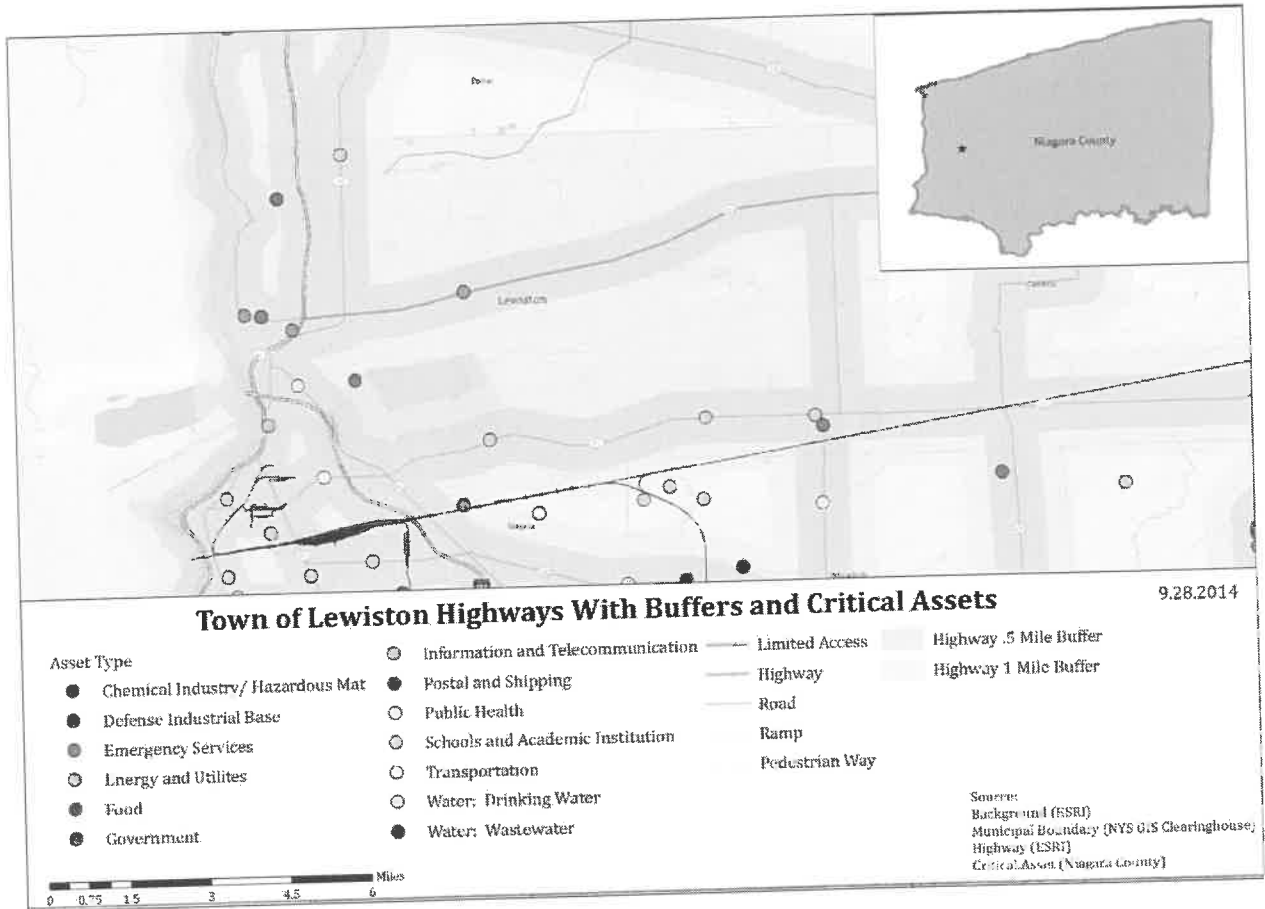 Niagara County
Lewiston
Town of Lewiston Highways With Buffers and Critical Assets
9.28.2014
Asset Type
Chemical Industry/ Hazardous Mat
Defense Industrial Base
Emergency Services
Energy and Utilites
Food
Government
Information and Telecommunication
Postal and Shipping
Public Health
Schools and Academic Institution
Transportation
Water: Drinking Water
Water: Wastewater
Limited Access
Highway
Road
Ramp
Pedestrian Way
Highway .5 Mile Buffer
Highway 1 Mile Buffer
Source:
Background (ESRI)
Municipal Boundary (NYS GIS Clearinghouse)
Highway (ESRI)
Critical Asset (Niagara County)
Miles
0 0.75 1.5 3 4.5 6